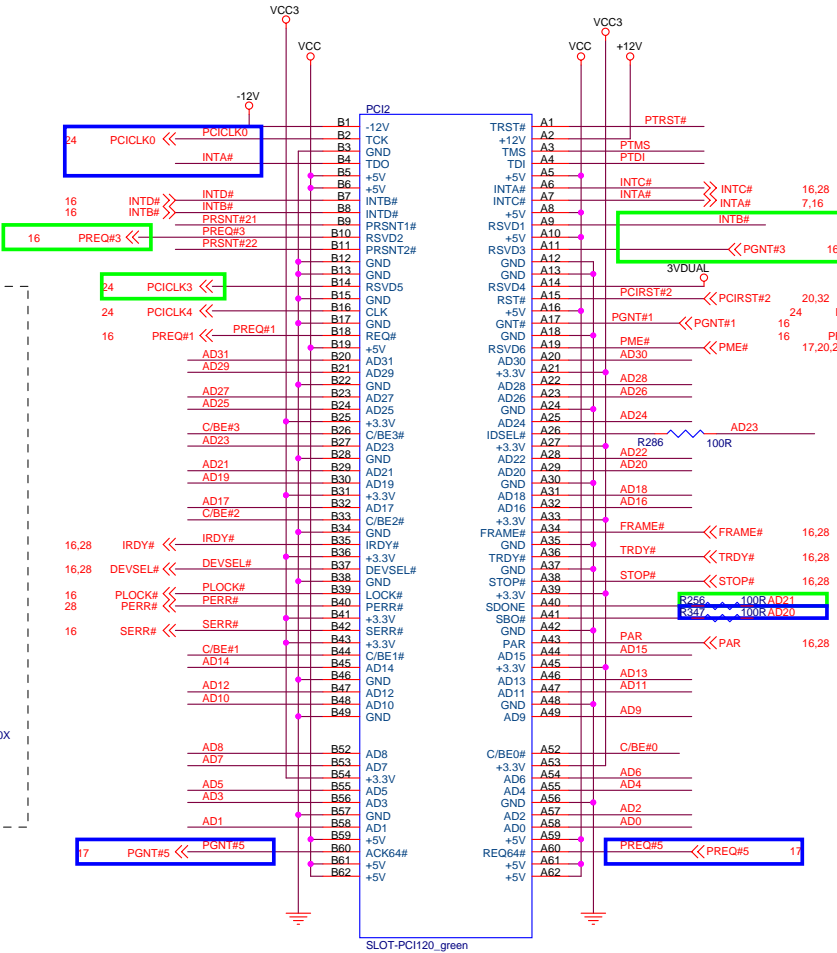 VCC3
VCC
-12V
VCC3
VCC
+12V
PCI2
B1 -12V TRST# A1 PTRST#
24 PCICLK0 PCICLK0 B2 TCK +12V A2
B3 GND TMS A3 PTMS
INTA# B4 TDO TDI A4 PTDI
B5 +5V +5V A5
B6 +5V INTA# A6 INTC# INTC# 16,28
16 INTD# INTD# B7 INTB# INTC# A7 INTA# INTA# 7,16
16 INTB# INTB# B8 INTD# +5V A8
PRSNT#21 B9 PRSNT1# RSVD1 A9 INTB#
16 PREQ#3 PREQ#3 B10 RSVD2 +5V A10
PRSNT#22 B11 PRSNT2# RSVD3 A11 PGNT#3 16
B12 GND GND A12
B13 GND GND A13 3VDUAL
24 PCICLK3 B14 RSVD5 RSVD4 A14
B15 GND RST# A15 PCIRST#2 PCIRST#2 20,32
24 PCICLK4 B16 CLK +5V A16 24
B17 GND GNT# A17 PGNT#1 PGNT#1 16
16 PREQ#1 PREQ#1 B18 REQ# GND A18 16
B19 +5V RSVD6 A19 PME# PME# 17,20,2
AD31 B20 AD31 AD30 A20 AD30
AD29 B21 AD29 +3.3V A21
B22 GND AD28 A22 AD28
AD27 B23 AD27 AD26 A23 AD26
AD25 B24 AD25 GND A24
B25 +3.3V AD24 A25 AD24
C/BE#3 B26 C/BE3# IDSEL# A26 R286 100R AD23
AD23 B27 AD23 +3.3V A27
B28 GND AD22 A28 AD22
AD21 B29 AD21 AD20 A29 AD20
AD19 B30 AD19 GND A30
B31 +3.3V AD18 A31 AD18
AD17 B32 AD17 AD16 A32 AD16
C/BE#2 B33 C/BE2# +3.3V A33
B34 GND FRAME# A34 FRAME# FRAME# 16,28
16,28 IRDY# IRDY# B35 IRDY# GND A35
B36 +3.3V TRDY# A36 TRDY# TRDY# 16,28
16,28 DEVSEL# DEVSEL# B37 DEVSEL# GND A37
B38 GND STOP# A38 STOP# STOP# 16,28
16 PLOCK# PLOCK# B39 LOCK# +3.3V A39
28 PERR# PERR# B40 PERR# SDONE A40 R256 100R AD21
B41 +3.3V SBO# A41 R347 100R AD20
16 SERR# SERR# B42 SERR# GND A42
B43 +3.3V PAR A43 PAR PAR 16,28
C/BE#1 B44 C/BE1# AD15 A44 AD15
AD14 B45 AD14 +3.3V A45
B46 GND AD13 A46 AD13
AD12 B47 AD12 AD11 A47 AD11
AD10 B48 AD10 GND A48
B49 GND AD9 A49 AD9
AD8 B52 AD8 C/BE0# A52 C/BE#0
AD7 B53 AD7 +3.3V A53
B54 +3.3V AD6 A54 AD6
AD5 B55 AD5 AD4 A55 AD4
AD3 B56 AD3 GND A56
B57 GND AD2 A57 AD2
AD1 B58 AD1 AD0 A58 AD0
B59 +5V +5V A59
17 PGNT#5 PGNT#5 B60 ACK64# REQ64# A60 PREQ#5 PREQ#5 17
B61 +5V +5V A61
B62 +5V +5V A62
SLOT-PCI120_green